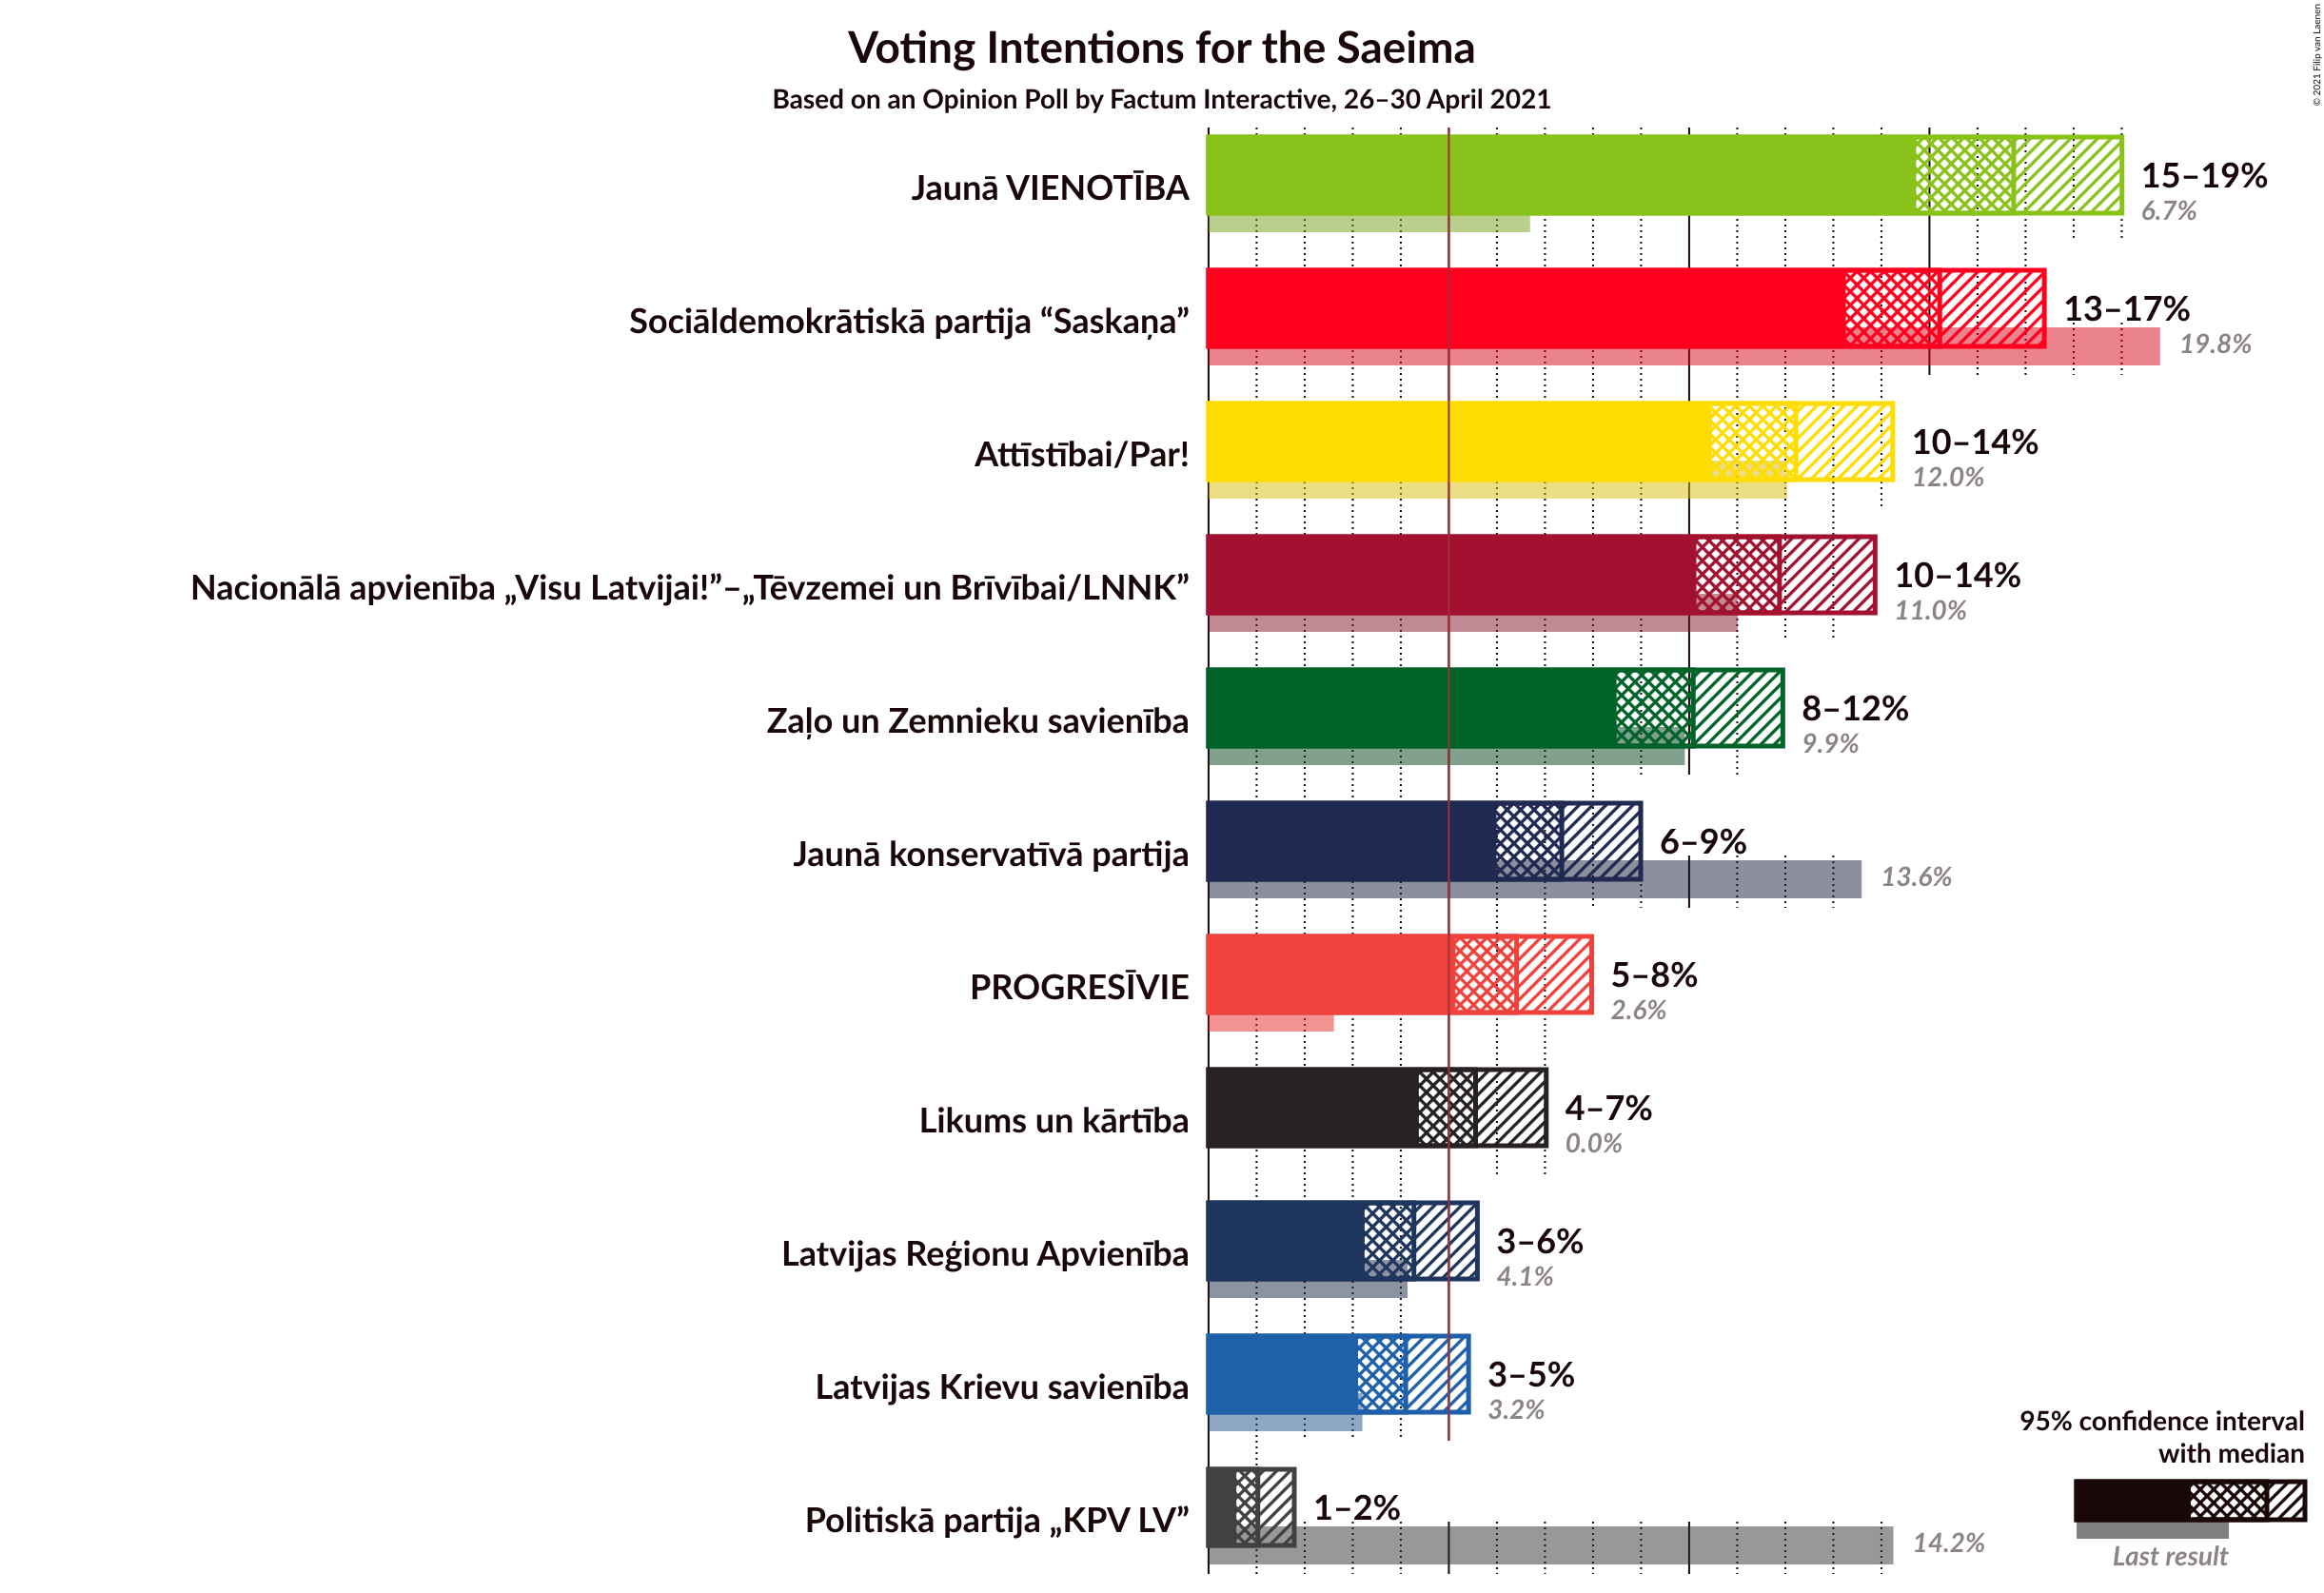 Voting Intentions for the Saeima
Based on an Opinion Poll by Factum Interactive, 26–30 April 2021
© 2021 Filip van Laenen
Jaunā VIENOTĪBA
15–19%
6.7%
Sociāldemokrātiskā partija “Saskaņa”
13–17%
19.8%
Attīstībai/Par!
10–14%
12.0%
Nacionālā apvienība „Visu Latvijai!”–„Tēvzemei un Brīvībai/LNNK”
10–14%
11.0%
Zaļo un Zemnieku savienība
8–12%
9.9%
Jaunā konservatīvā partija
6–9%
13.6%
PROGRESĪVIE
5–8%
2.6%
Likums un kārtība
4–7%
0.0%
Latvijas Reģionu Apvienība
3–6%
4.1%
Latvijas Krievu savienība
3–5%
3.2%
Politiskā partija „KPV LV”
1–2%
14.2%
95% confidence interval
with median
Last result